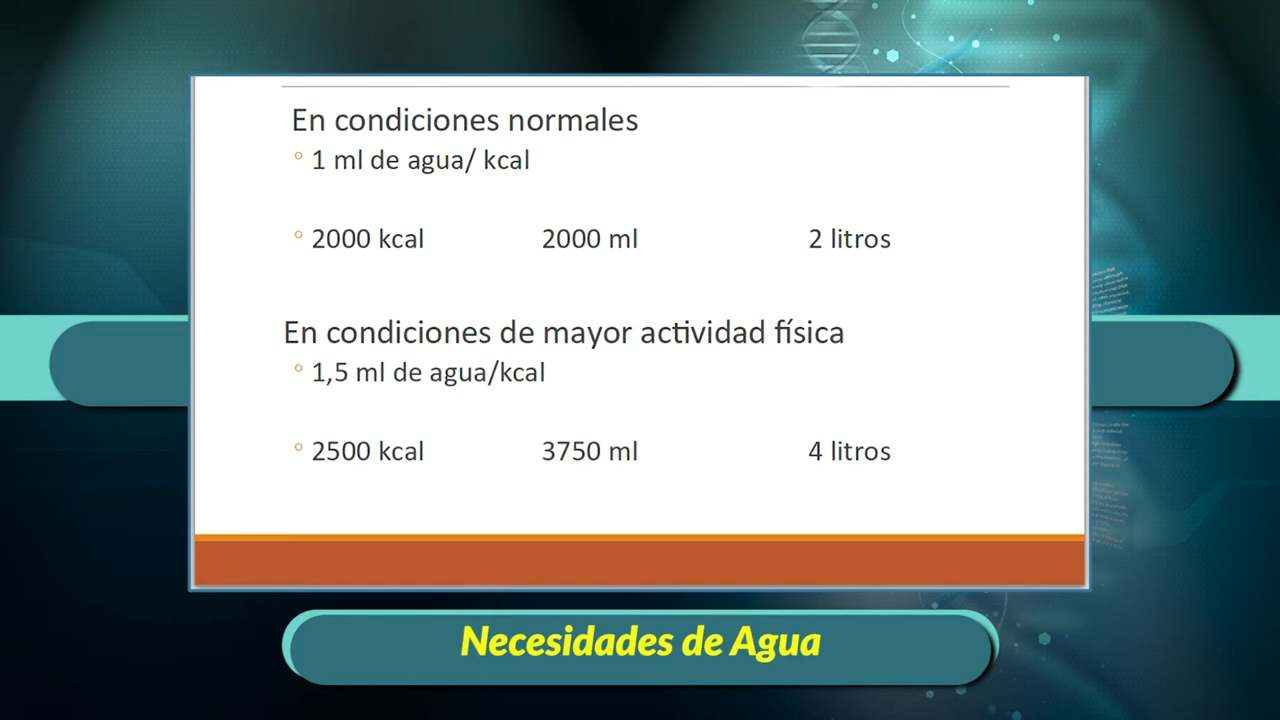 En condiciones normales
° 1 ml de agua/ kcal
° 2000 kcal 2000 ml 2 litros
En condiciones de mayor actividad física
° 1,5 ml de agua/kcal
° 2500 kcal 3750 ml 4 litros
Necesidades de Agua